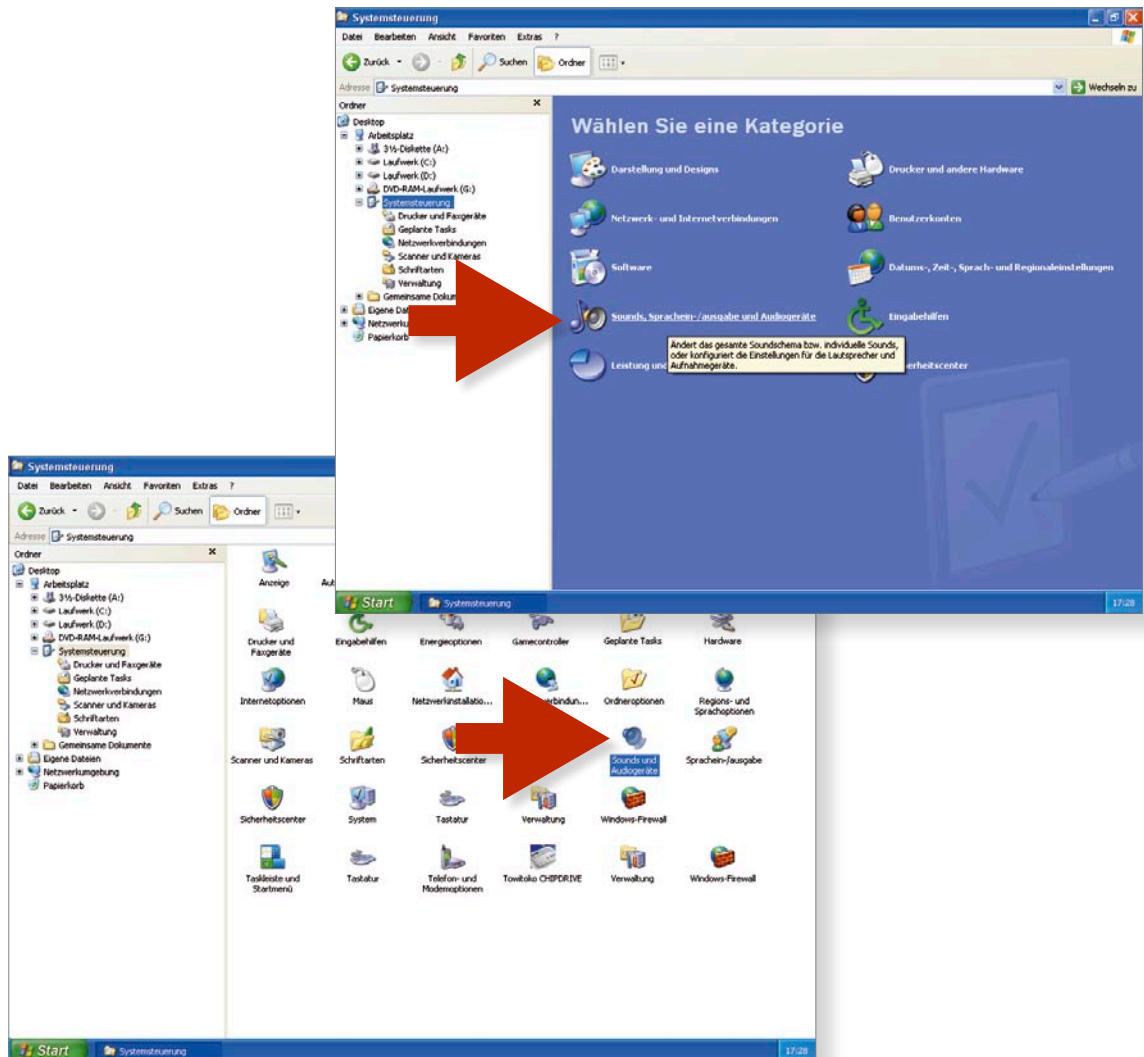 Systemsteuerung
Datei Bearbeiten Ansicht Favoriten Extras ?
Zurück Suchen Ordner
Adresse Systemsteuerung Wechseln zu
Ordner
Desktop
Arbeitsplatz
3½-Diskette (A:)
Laufwerk (C:)
Laufwerk (D:)
DVD-RAM-Laufwerk (G:)
Systemsteuerung
Drucker und Faxgeräte
Geplante Tasks
Netzwerkverbindungen
Scanner und Kameras
Schriftarten
Verwaltung
Gemeinsame
Eigene
Papierkorb
Wählen Sie eine Kategorie
Darstellung und Designs
Drucker und andere Hardware
Netzwerk- und Internetverbindungen
Benutzerkonten
Software
Datums-, Zeit-, Sprach- und Regionaleinstellungen
Sounds, Sprachein-/ausgabe und Audiogeräte
Eingabehilfen
Ändert das gesamte Soundschema bzw. individuelle Sounds,
oder konfiguriert die Einstellungen für die Lautsprecher und
Aufnahmegeräte.
Leistung und
Start Systemsteuerung 17:28
Systemsteuerung
Datei Bearbeiten Ansicht Favoriten Extras ?
Zurück Suchen Ordner
Adresse Systemsteuerung
Ordner
Desktop
Arbeitsplatz
3½-Diskette (A:)
Laufwerk (C:)
Laufwerk (D:)
DVD-RAM-Laufwerk (G:)
Systemsteuerung
Drucker und Faxgeräte
Geplante Tasks
Netzwerkverbindungen
Scanner und Kameras
Schriftarten
Verwaltung
Gemeinsame Dokumente
Eigene Dateien
Netzwerkumgebung
Papierkorb
Anzeige
Drucker und
Faxgeräte
Eingabehilfen
Energieoptionen
Gamecontroller
Geplante Tasks
Hardware
Internetoptionen
Maus
Netzwerkinstallatio...
Ordneroptionen
Regions- und
Sprachoptionen
Scanner und Kameras
Schriftarten
Sicherheitscenter
Sounds und
Audiogeräte
Sprachein-/ausgabe
Sicherheitscenter
System
Tastatur
Verwaltung
Windows-Firewall
Taskleiste und
Startmenü
Tastatur
Telefon- und
Modemoptionen
Towitoko CHIPDRIVE
Verwaltung
Windows-Firewall
Start Systemsteuerung 17:28